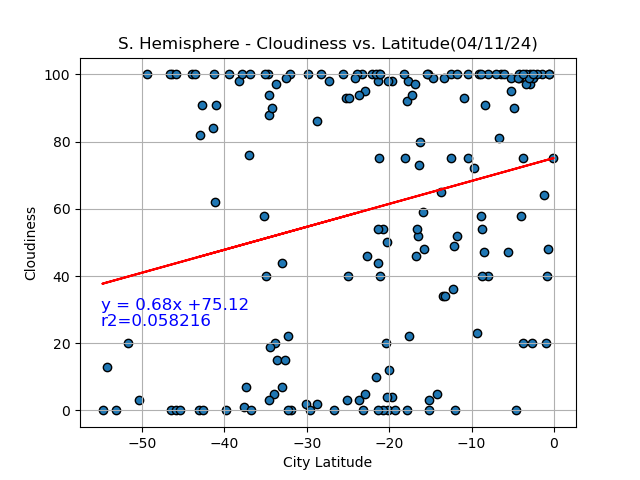 S. Hemisphere - Cloudiness vs. Latitude(04/11/24)
100
80
60
40
20
0
Cloudiness
y = 0.68x +75.12
r2=0.058216
−50
−40
−30
−20
−10
0
City Latitude